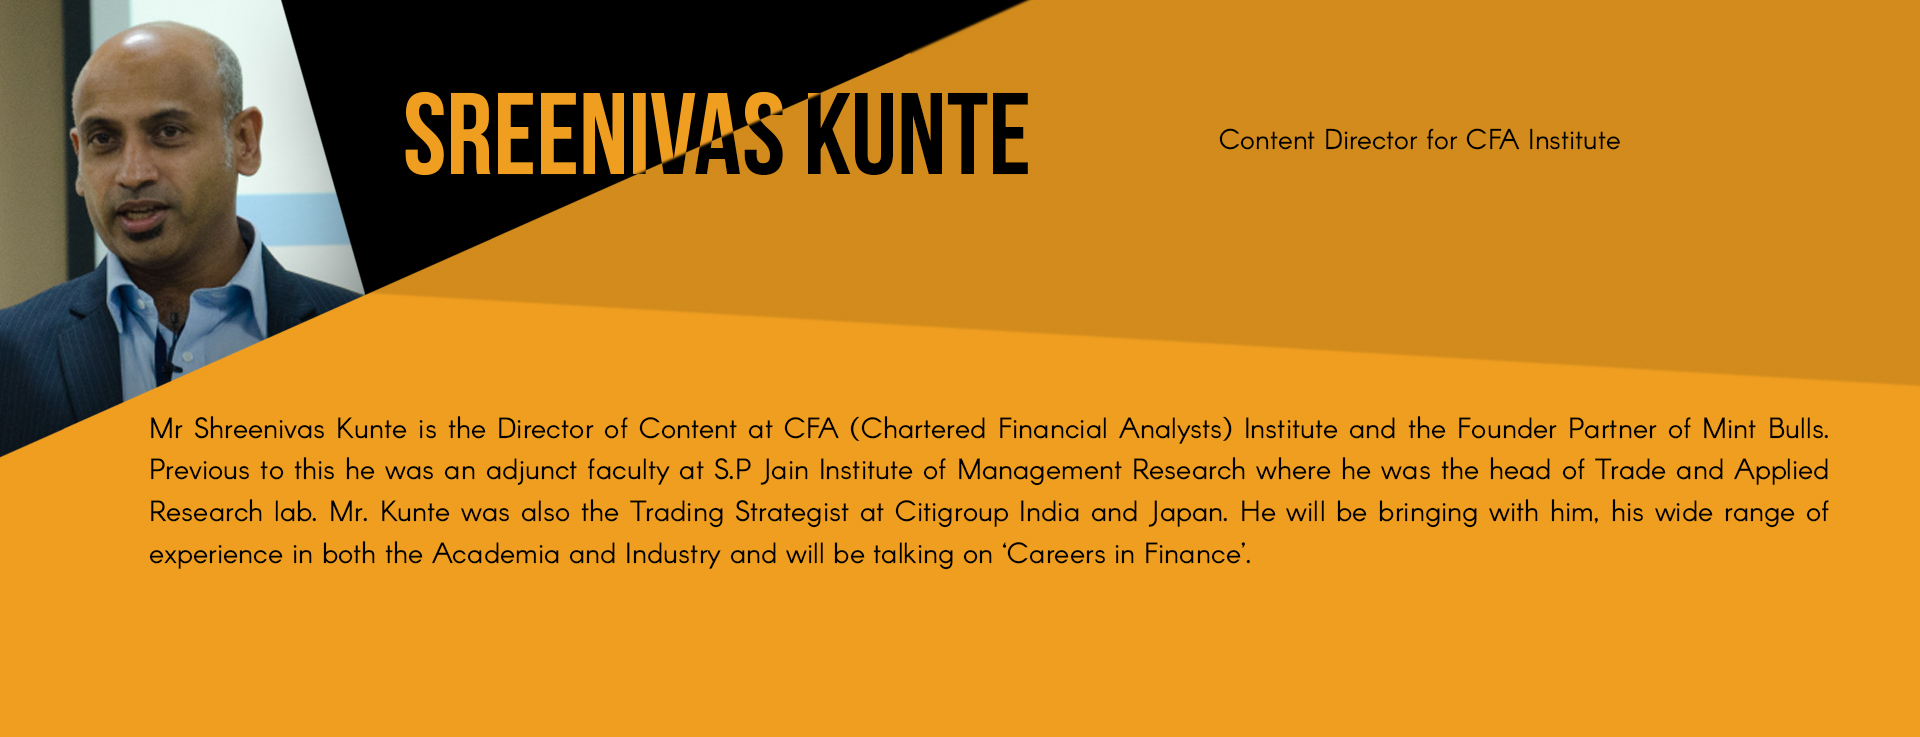 SREENIVAS KUNTE
Content Director for CFA Institute
Mr Shreenivas Kunte is the Director of Content at CFA (Chartered Financial Analysts) Institute and the Founder Partner of Mint Bulls.
Previous to this he was an adjunct faculty at S.P Jain Institute of Management Research where he was the head of Trade and Applied
Research lab. Mr. Kunte was also the Trading Strategist at Citigroup India and Japan. He will be bringing with him, his wide range of
experience in both the Academia and Industry and will be talking on ‘Careers in Finance’.